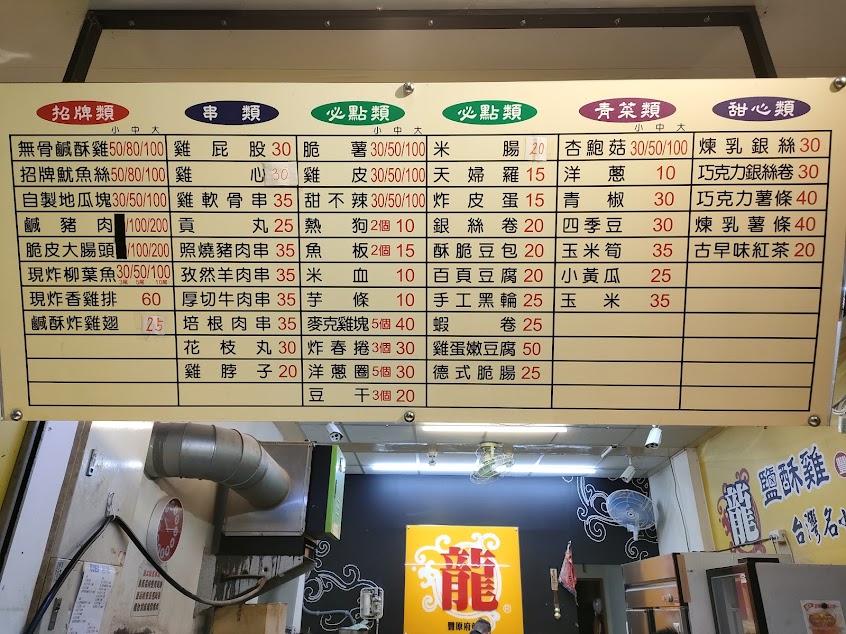 招牌類
小 中 大
無骨鹹酥雞 50/80/100
招牌魷魚絲 50/80/100
自製地瓜塊 30/50/100
鹹豬肉 /100/200
脆皮大腸頭 /100/200
現炸柳葉魚 30/50/100
3尾 5尾 10尾
現炸香雞排 60
鹹酥炸雞翅 25
串類
雞屁股 30
雞心 30
雞軟骨串 35
貢丸 25
照燒豬肉串 35
孜然羊肉串 35
厚切牛肉串 35
培根肉串 35
花枝丸 30
雞脖子 20
必點類
小 中 大
脆薯 30/50/100
雞皮 30/50/100
甜不辣 30/50/100
熱狗 2個 10
魚板 2個 15
米血 10
芋條 10
麥克雞塊 5個 40
炸春捲 3個 30
洋蔥圈 5個 30
豆干 3個 20
必點類
米腸 20
天婦羅 15
炸皮蛋 15
銀絲卷 20
酥脆豆包 20
百頁豆腐 20
手工黑輪 25
蝦卷 25
雞蛋嫩豆腐 50
德式脆腸 25
青菜類
小 中 大
杏鮑菇 30/50/100
洋蔥 10
青椒 30
四季豆 30
玉米筍 35
小黃瓜 25
玉米 35
甜心類
煉乳銀絲 30
巧克力銀絲卷 30
巧克力薯條 40
煉乳薯條 40
古早味紅茶 20
龍
®
豐原府
龍
鹽酥雞
台灣名